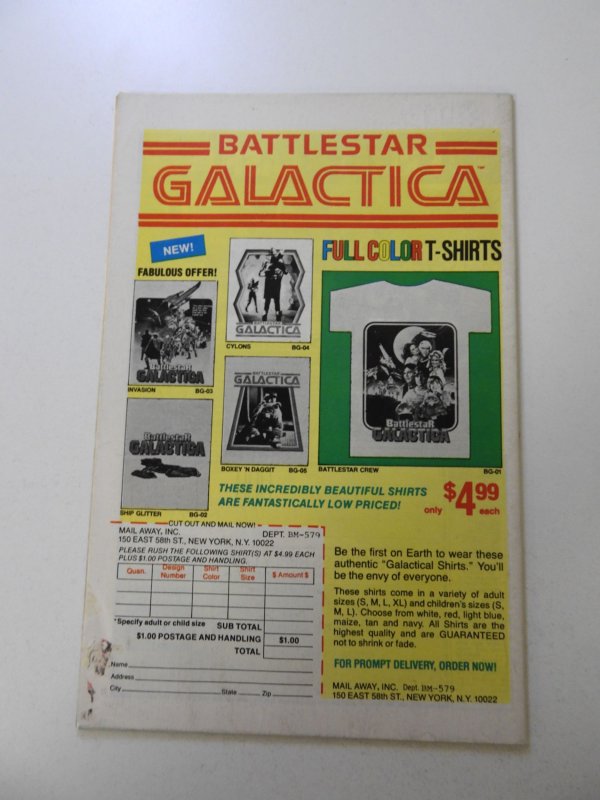 BATTLESTAR
GALACTICA™
NEW!
FABULOUS OFFER!
FULL COLOR T-SHIRTS
BattlestaR
GALACTICA
INVASION BG-03
BATTLESTAR
GALACTICA
CYLONS BG-04
BattlestaR
GALACTICA
SHIP GLITTER BG-02
BATTLESTAR
GALACTICA
BOXEY 'N DAGGIT BG-05
BattlestaR
GALACTICA
BATTLESTAR CREW BG-01
THESE INCREDIBLY BEAUTIFUL SHIRTS
ARE FANTASTICALLY LOW PRICED!
only $4.99 each
CUT OUT AND MAIL NOW!
MAIL AWAY, INC. DEPT. BM-579
150 EAST 58th ST., NEW YORK, N.Y. 10022
PLEASE RUSH THE FOLLOWING SHIRT(S) AT $4.99 EACH
PLUS $1.00 POSTAGE AND HANDLING.
Quan. Design Number Shirt Color Shirt Size $ Amount $
*Specify adult or child size SUB TOTAL
$1.00 POSTAGE AND HANDLING $1.00
TOTAL
Name
Address
City State Zip
Be the first on Earth to wear these
authentic "Galactical Shirts." You'll
be the envy of everyone.
These shirts come in a variety of adult
sizes (S, M, L, XL) and children's sizes (S,
M, L). Choose from white, red, light blue,
maize, tan and navy. All Shirts are the
highest quality and are GUARANTEED
not to shrink or fade.
FOR PROMPT DELIVERY, ORDER NOW!
MAIL AWAY, INC. Dept. BM-579
150 EAST 58th ST., NEW YORK, N.Y. 10022